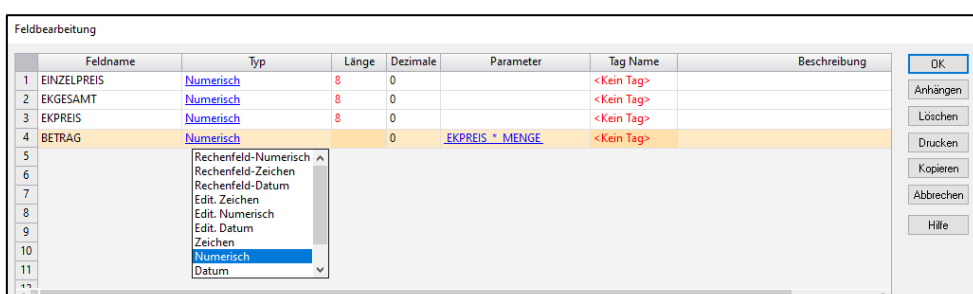 Feldbearbeitung
Feldname Typ Länge Dezimale Parameter Tag Name Beschreibung
1 EINZELPREIS Numerisch 8 0 <Kein Tag>
2 EKGESAMT Numerisch 8 0 <Kein Tag>
3 EKPREIS Numerisch 8 0 <Kein Tag>
4 BETRAG Numerisch 0 EKPREIS * MENGE <Kein Tag>
5
6
7
8
9
10
11
12
Rechenfeld-Numerisch
Rechenfeld-Zeichen
Rechenfeld-Datum
Edit. Zeichen
Edit. Numerisch
Edit. Datum
Zeichen
Numerisch
Datum
OK
Anhängen
Löschen
Drucken
Kopieren
Abbrechen
Hilfe